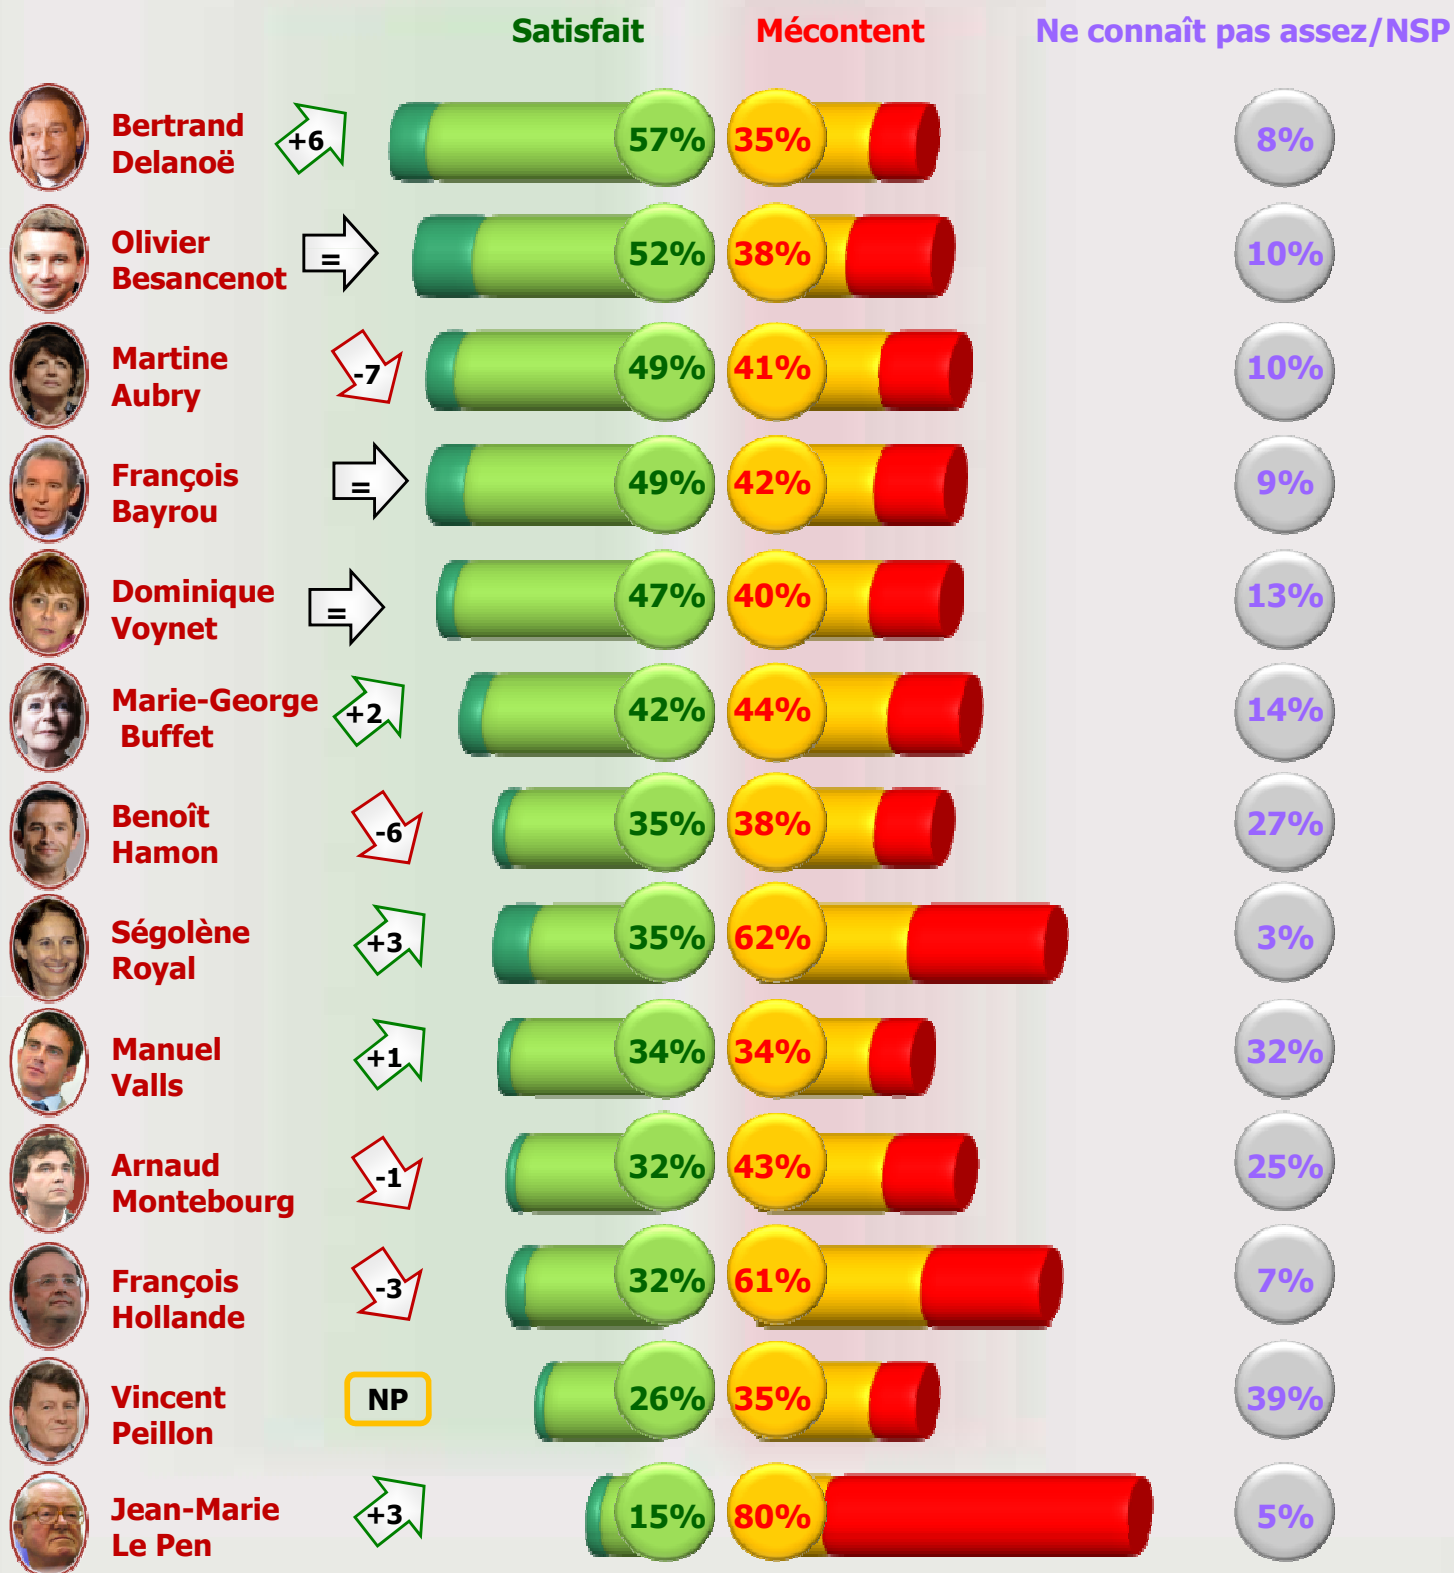 Satisfait Mécontent Ne connaît pas assez/NSP
Bertrand
Delanoë
+6 57% 35% 8%
Olivier
Besancenot
= 52% 38% 10%
Martine
Aubry
-7 49% 41% 10%
François
Bayrou
= 49% 42% 9%
Dominique
Voynet
= 47% 40% 13%
Marie-George
Buffet
+2 42% 44% 14%
Benoît
Hamon
-6 35% 38% 27%
Ségolène
Royal
+3 35% 62% 3%
Manuel
Valls
+1 34% 34% 32%
Arnaud
Montebourg
-1 32% 43% 25%
François
Hollande
-3 32% 61% 7%
Vincent
Peillon
NP 26% 35% 39%
Jean-Marie
Le Pen
+3 15% 80% 5%